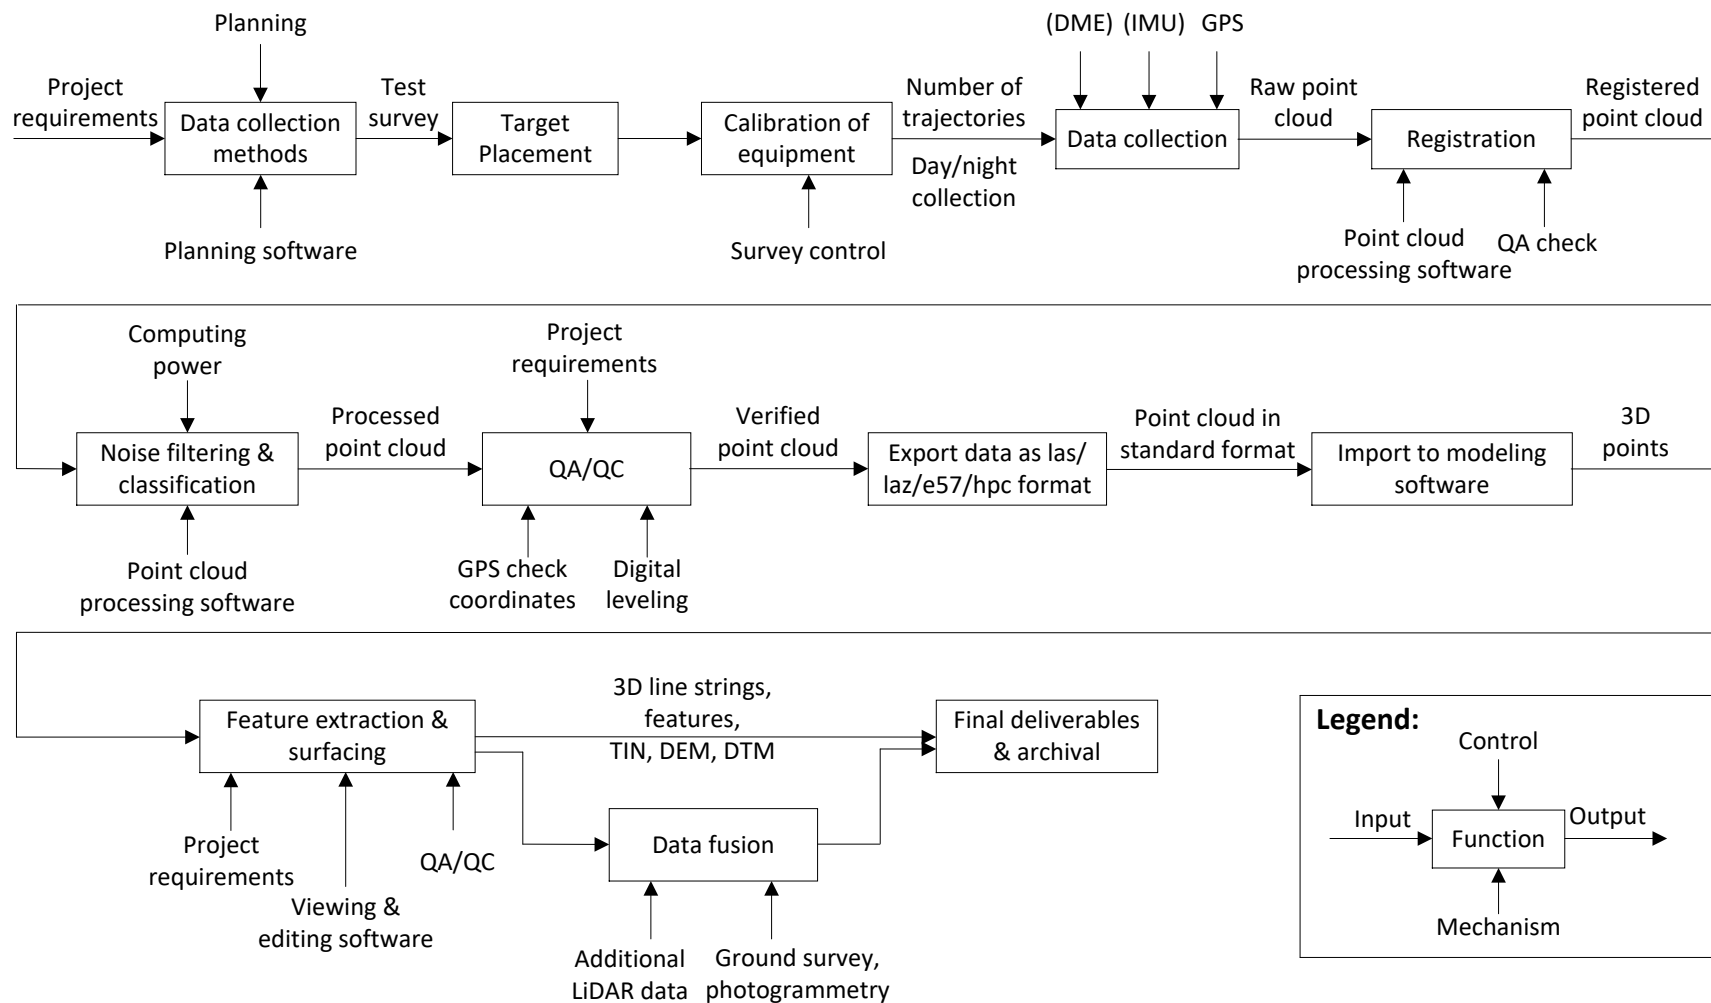 Planning
(DME) (IMU) GPS
Project
requirements
Data collection
methods
Planning software
Test
survey
Target
Placement
Calibration of
equipment
Survey control
Number of
trajectories
Day/night
collection
Data collection
Raw point
cloud
Registration
Point cloud
processing software
QA check
Registered
point cloud
Computing
power
Noise filtering &
classification
Point cloud
processing software
Processed
point cloud
Project
requirements
QA/QC
GPS check
coordinates
Digital
leveling
Verified
point cloud
Export data as las/
laz/e57/hpc format
Point cloud in
standard format
Import to modeling
software
3D
points
Feature extraction &
surfacing
Project
requirements
Viewing &
editing software
QA/QC
3D line strings,
features,
TIN, DEM, DTM
Data fusion
Additional
LiDAR data
Ground survey,
photogrammetry
Final deliverables
& archival
Legend:
Control
Input
Function
Output
Mechanism